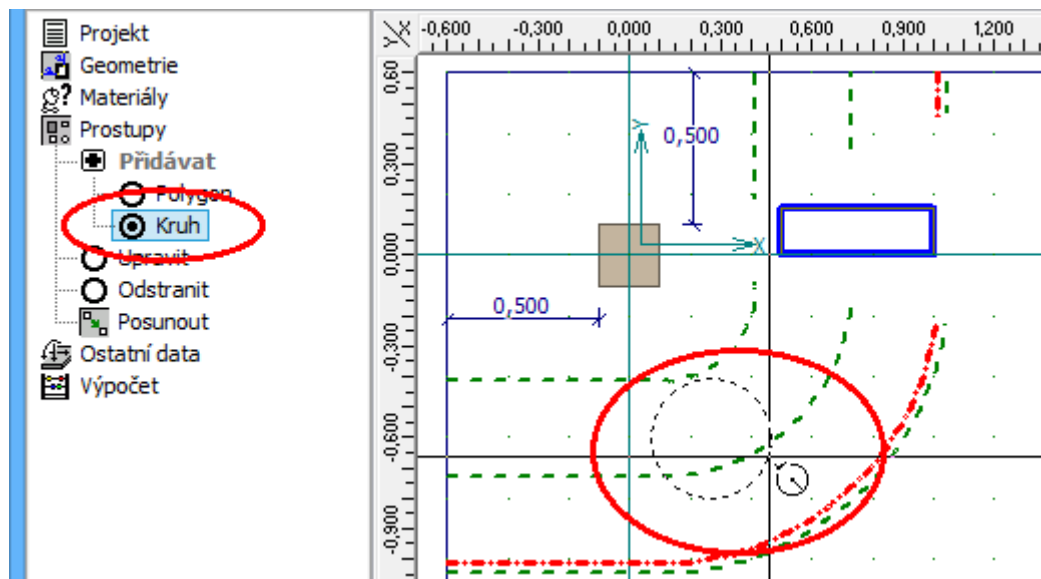 Projekt
Geometrie
Materiály
Prostupy
Přidávat
Polygon
Kruh
Upravit
Odstranit
Posunout
Ostatní data
Výpočet
Y/X -0,600 -0,300 0,000 0,300 0,600 0,900 1,200
0,60
0,300
0,000
-0,300
-0,600
-0,900
Y
0,500
X
0,500